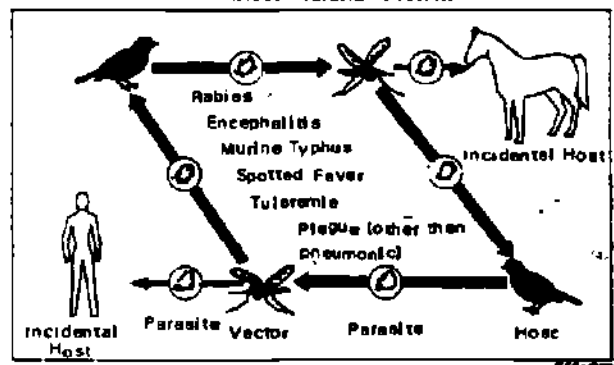 Rabies
Encephalitis
Murine Typhus
Spotted Fever
Tularemia
Plague (other than
pneumonic)
Incidental Host
Incidental
Host
Parasite
Vector
Parasite
Host